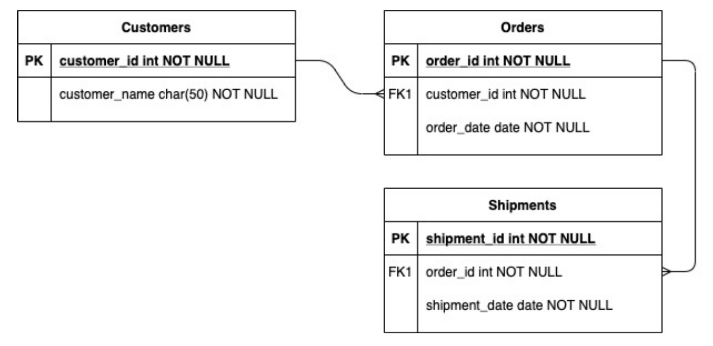 Customers
PK customer_id int NOT NULL
customer_name char(50) NOT NULL
Orders
PK order_id int NOT NULL
FK1 customer_id int NOT NULL
order_date date NOT NULL
Shipments
PK shipment_id int NOT NULL
FK1 order_id int NOT NULL
shipment_date date NOT NULL